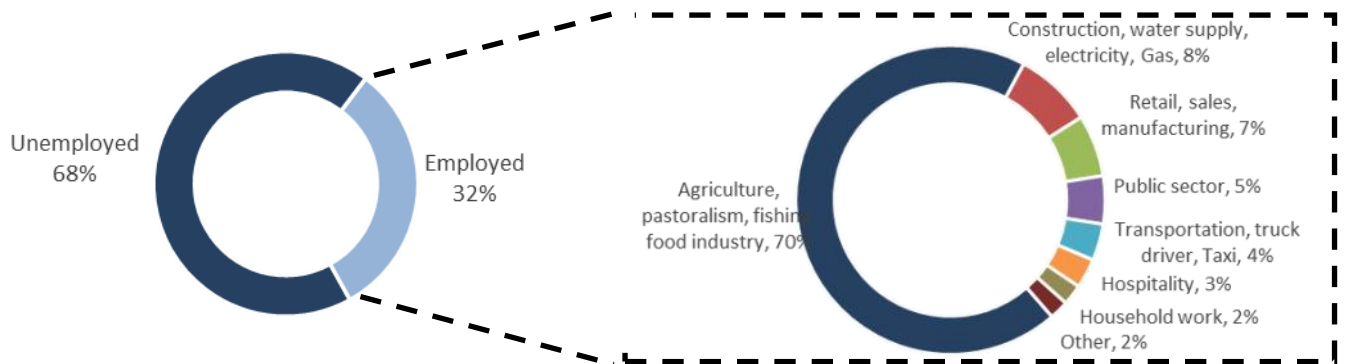 Unemployed
68%
Employed
32%
Construction, water supply,
electricity, Gas, 8%
Retail, sales,
manufacturing, 7%
Public sector, 5%
Transportation, truck
driver, Taxi, 4%
Hospitality, 3%
Household work, 2%
Other, 2%
Agriculture,
pastoralism, fishing
food industry, 70%